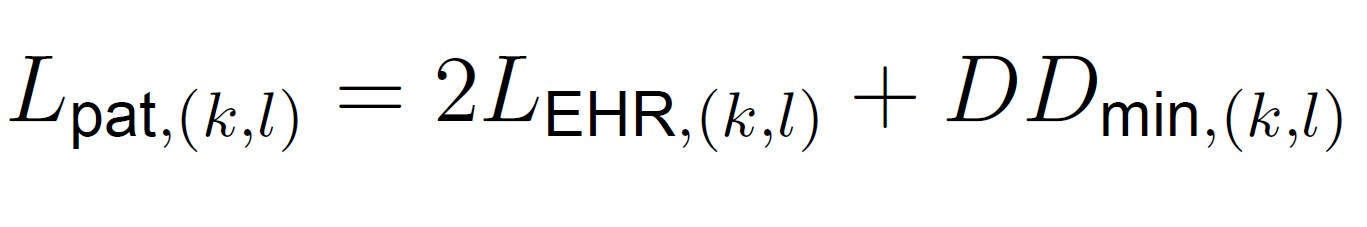 L_{pat,(k,l)} = 2L_{EHR,(k,l)} + DD_{min,(k,l)}